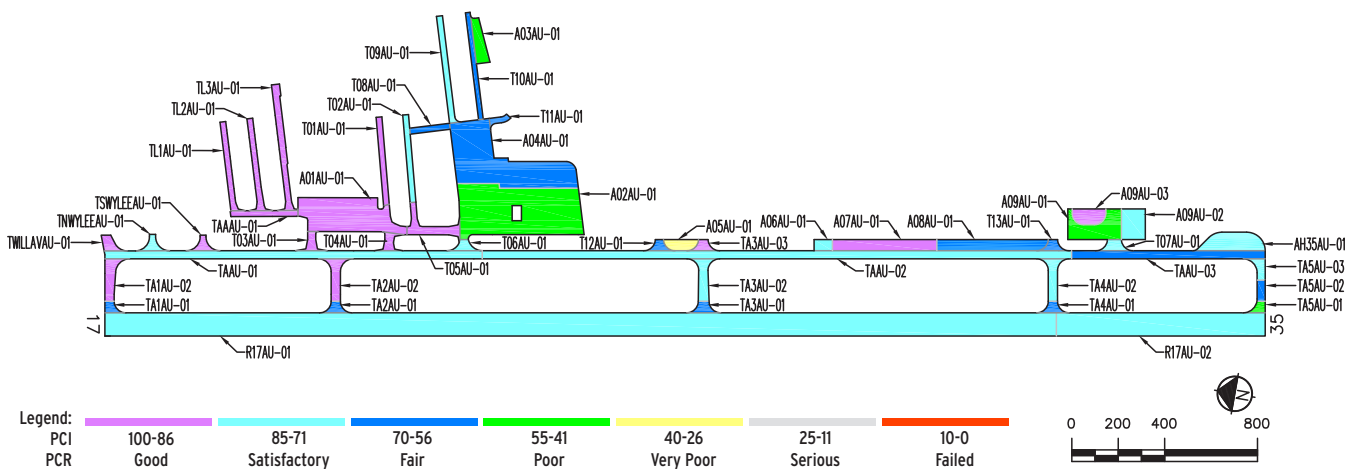 A03AU-01
T09AU-01
T10AU-01
TL3AU-01
T08AU-01
T02AU-01
TL2AU-01
T11AU-01
T01AU-01
A04AU-01
TL1AU-01
A01AU-01
A02AU-01
TSWYLEEAU-01
TNWYLEEAU-01
TAAAU-01
A09AU-03
A09AU-01
A05AU-01
A06AU-01
A07AU-01
A08AU-01
T13AU-01
A09AU-02
TWILLAVAU-01
T03AU-01
T04AU-01
T06AU-01
T12AU-01
TA3AU-03
T07AU-01
AH35AU-01
T05AU-01
TAAU-01
TAAU-02
TAAU-03
TA5AU-03
TA1AU-02
TA2AU-02
TA3AU-02
TA4AU-02
TA5AU-02
TA1AU-01
TA2AU-01
TA3AU-01
TA4AU-01
TA5AU-01
17
35
R17AU-01
R17AU-02
N
Legend:
PCI 100-86 85-71 70-56 55-41 40-26 25-11 10-0
PCR Good Satisfactory Fair Poor Very Poor Serious Failed
0 200 400 800